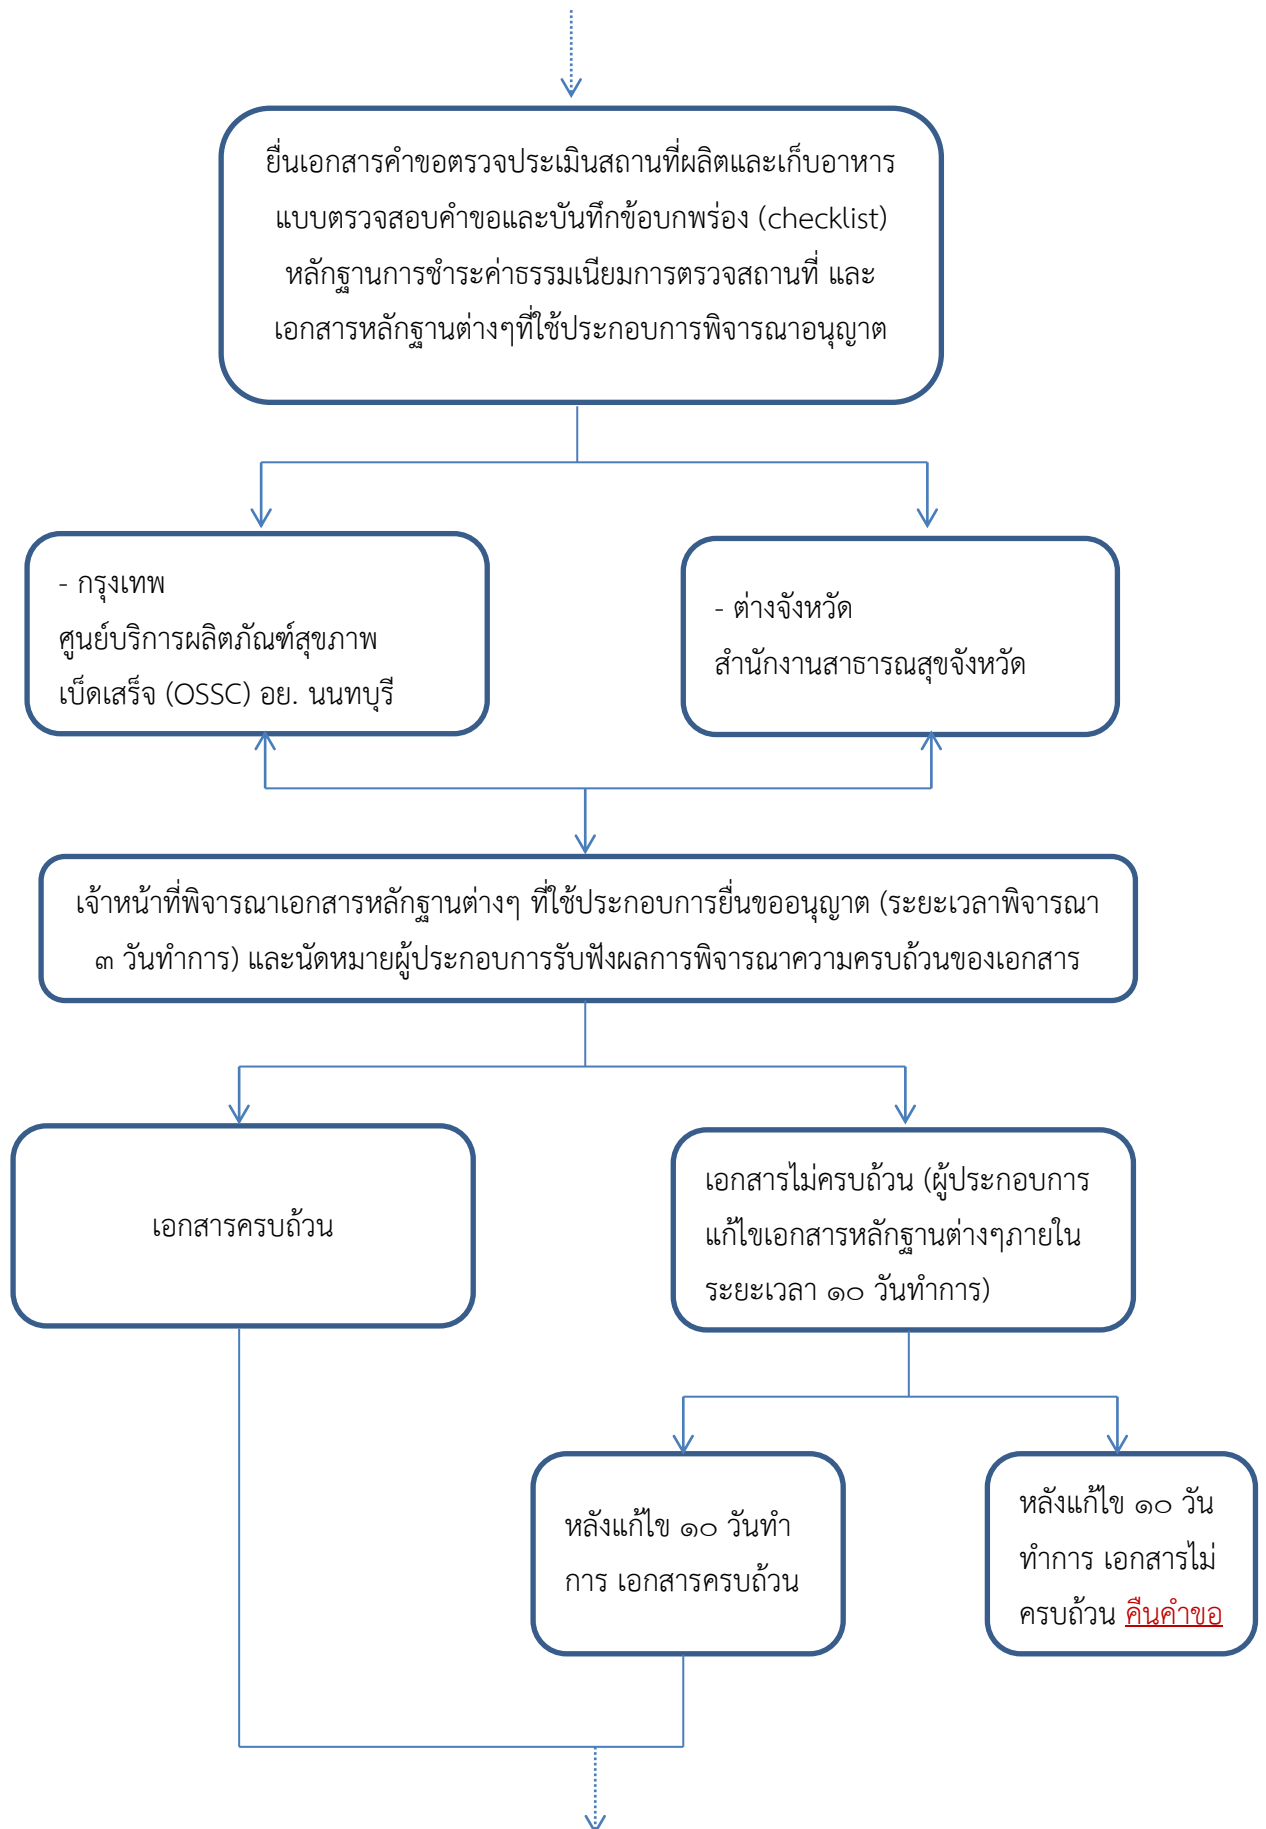 ยื่นเอกสารคำขอตรวจประเมินสถานที่ผลิตและเก็บอาหาร
แบบตรวจสอบคำขอและบันทึกข้อบกพร่อง (checklist)
หลักฐานการชำระค่าธรรมเนียมการตรวจสถานที่ และ
เอกสารหลักฐานต่างๆที่ใช้ประกอบการพิจารณาอนุญาต
- กรุงเทพ
ศูนย์บริการผลิตภัณฑ์สุขภาพ
เบ็ดเสร็จ (OSSC) อย. นนทบุรี
- ต่างจังหวัด
สำนักงานสาธารณสุขจังหวัด
เจ้าหน้าที่พิจารณาเอกสารหลักฐานต่างๆ ที่ใช้ประกอบการยื่นขออนุญาต (ระยะเวลาพิจารณา
๓ วันทำการ) และนัดหมายผู้ประกอบการรับฟังผลการพิจารณาความครบถ้วนของเอกสาร
เอกสารครบถ้วน
เอกสารไม่ครบถ้วน (ผู้ประกอบการ
แก้ไขเอกสารหลักฐานต่างๆภายใน
ระยะเวลา ๑๐ วันทำการ)
หลังแก้ไข ๑๐ วันทำ
การ เอกสารครบถ้วน
หลังแก้ไข ๑๐ วัน
ทำการ เอกสารไม่
ครบถ้วน คืนคำขอ